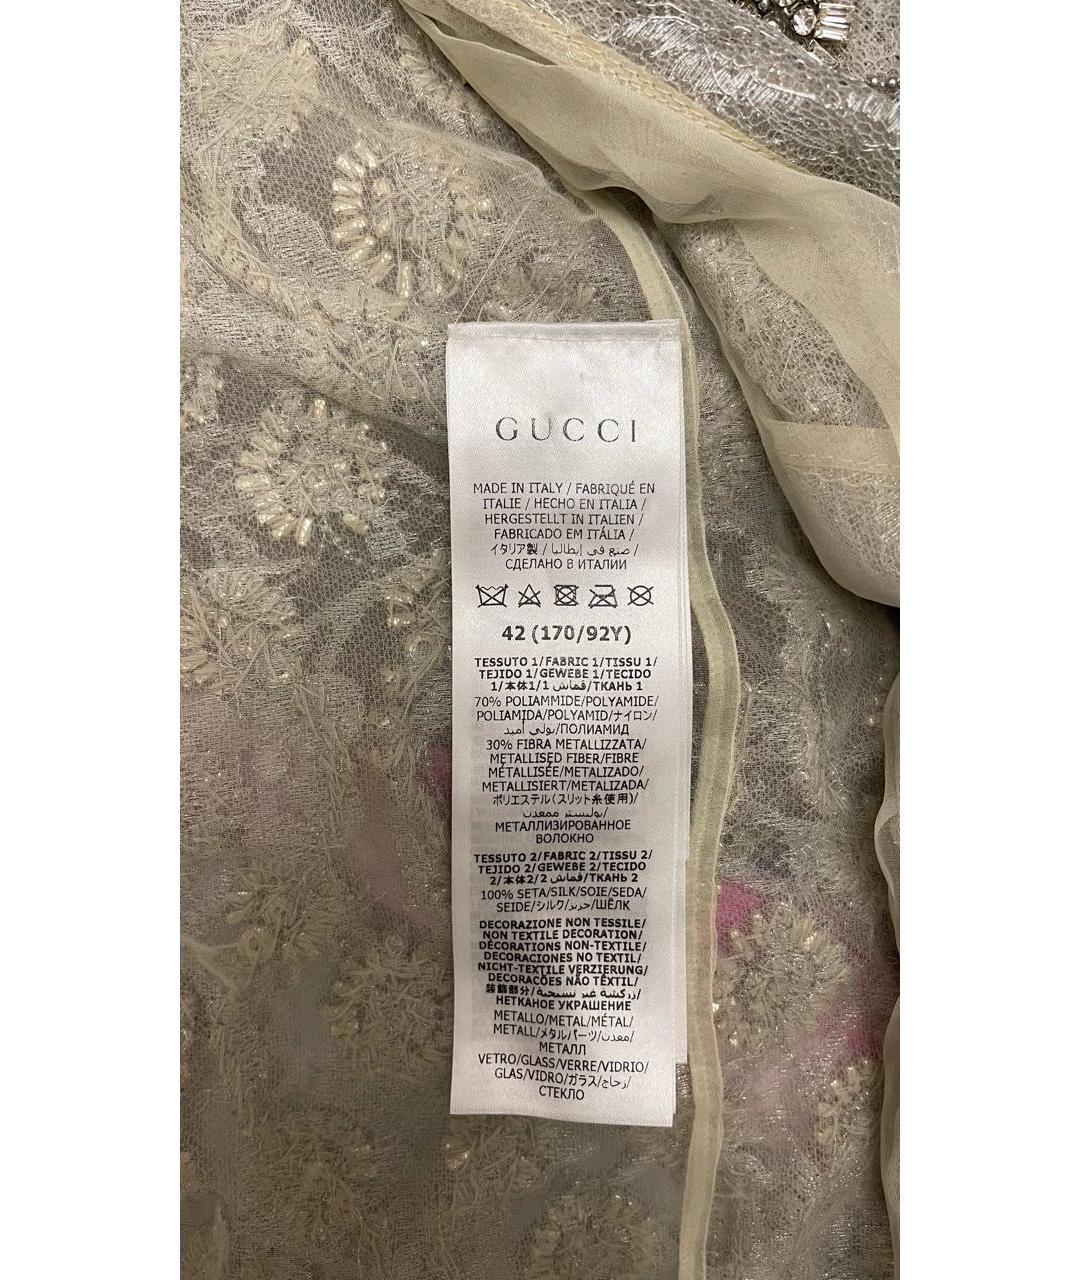 GUCCI
MADE IN ITALY / FABRIQUÉ EN
ITALIE / HECHO EN ITALIA /
HERGESTELLT IN ITALIEN /
FABRICADO EM ITÁLIA /
イタリア製 / صنع في إيطاليا /
СДЕЛАНО В ИТАЛИИ
42 (170/92Y)
TESSUTO 1/FABRIC 1/TISSU 1/
TEJIDO 1/GEWEBE 1/TECIDO
1/本体1/1 قماش/ТКАНЬ 1
70% POLIAMMIDE/POLYAMIDE/
POLIAMIDA/POLYAMID/ナイロン/
بولي أميد/ПОЛИАМИД
30% FIBRA METALLIZZATA/
METALLISED FIBER/FIBRE
MÉTALLISÉE/METALIZADO/
METALLISIERT/METALIZADA/
ポリエステル(スリット糸使用)/
بوليستر ممعدن/
МЕТАЛЛИЗИРОВАННОЕ
ВОЛОКНО
TESSUTO 2/FABRIC 2/TISSU 2/
TEJIDO 2/GEWEBE 2/TECIDO
2/本体2/2 قماش/ТКАНЬ 2
100% SETA/SILK/SOIE/SEDA/
SEIDE/シルク/حرير/ШЁЛК
DECORAZIONE NON TESSILE/
NON TEXTILE DECORATION/
DÉCORATIONS NON-TEXTILE/
DECORACIONES NO TEXTIL/
NICHT-TEXTILE VERZIERUNG/
DECORACÕES NÃO TÊXTIL/
装飾部分/زركشة غير نسيجية/
НЕТКАНОЕ УКРАШЕНИЕ
METALLO/METAL/MÉTAL/
METALL/メタルパーツ/معدن/
МЕТАЛЛ
VETRO/GLASS/VERRE/VIDRIO/
GLAS/VIDRO/ガラス/زجاج/
СТЕКЛО